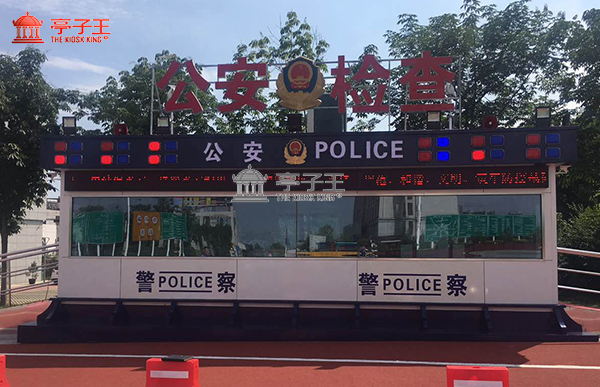 亭子王
THE KIOSK KING
公安检查
公安 POLICE
亭子王
THE KIOSK KING
警 POLICE 察 警 POLICE 察